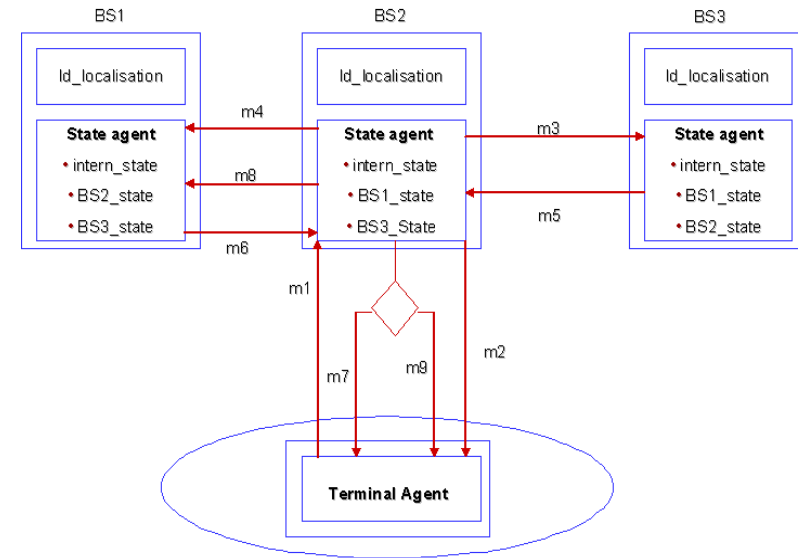 BS1
BS2
BS3
Id_localisation
Id_localisation
Id_localisation
m4
m3
State agent
• intern_state
• BS2_state
• BS3_state
m8
State agent
• intern_state
• BS1_state
• BS3_State
State agent
• intern_state
• BS1_state
• BS2_state
m5
m6
m1
m2
m7
m9
Terminal Agent